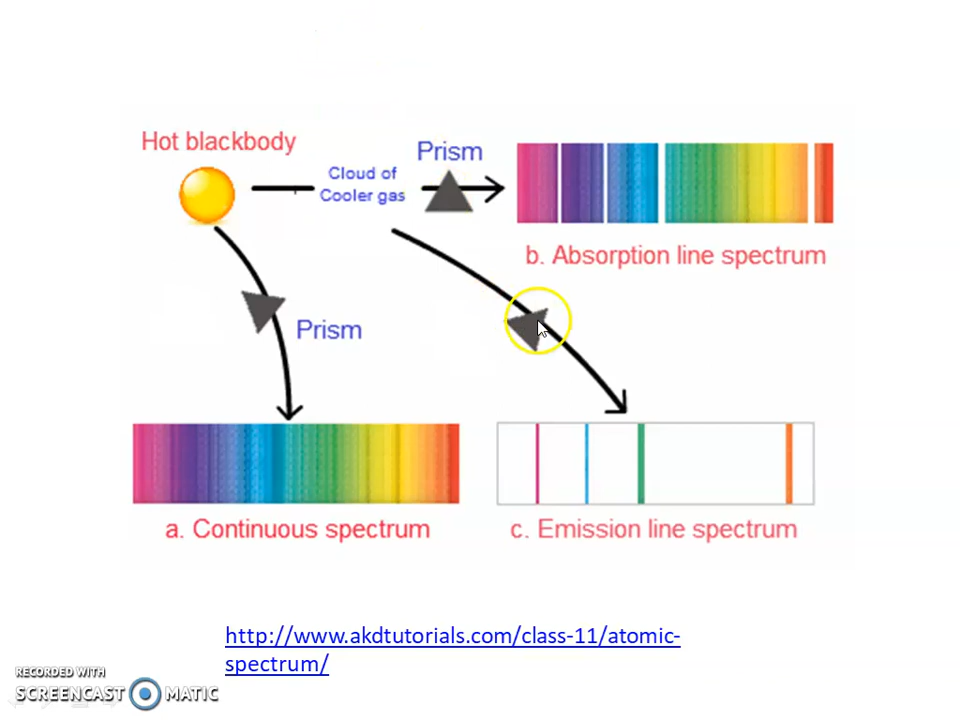 Hot blackbody
Cloud of
Cooler gas
Prism
b. Absorption line spectrum
Prism
a. Continuous spectrum
c. Emission line spectrum
http://www.akdtutorials.com/class-11/atomic-
spectrum/
RECORDED WITH
SCREENCAST MATIC